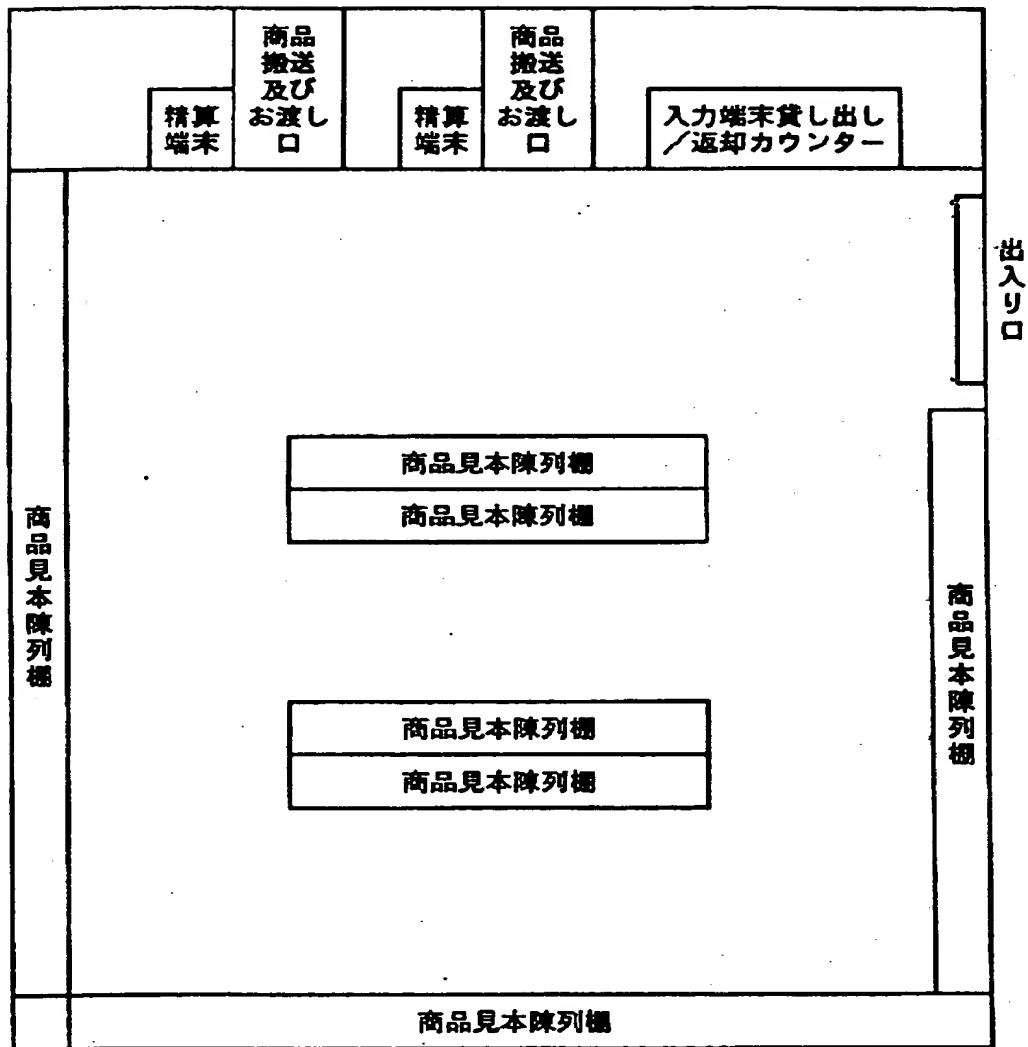 商品
搬送
及び
お渡し
口
商品
搬送
及び
お渡し
口
精算
端末
精算
端末
入力端末貸し出し
／返却カウンター
出入り口
商品見本陳列棚
商品見本陳列棚
商品見本陳列棚
商品見本陳列棚
商品見本陳列棚
商品見本陳列棚
商品見本陳列棚